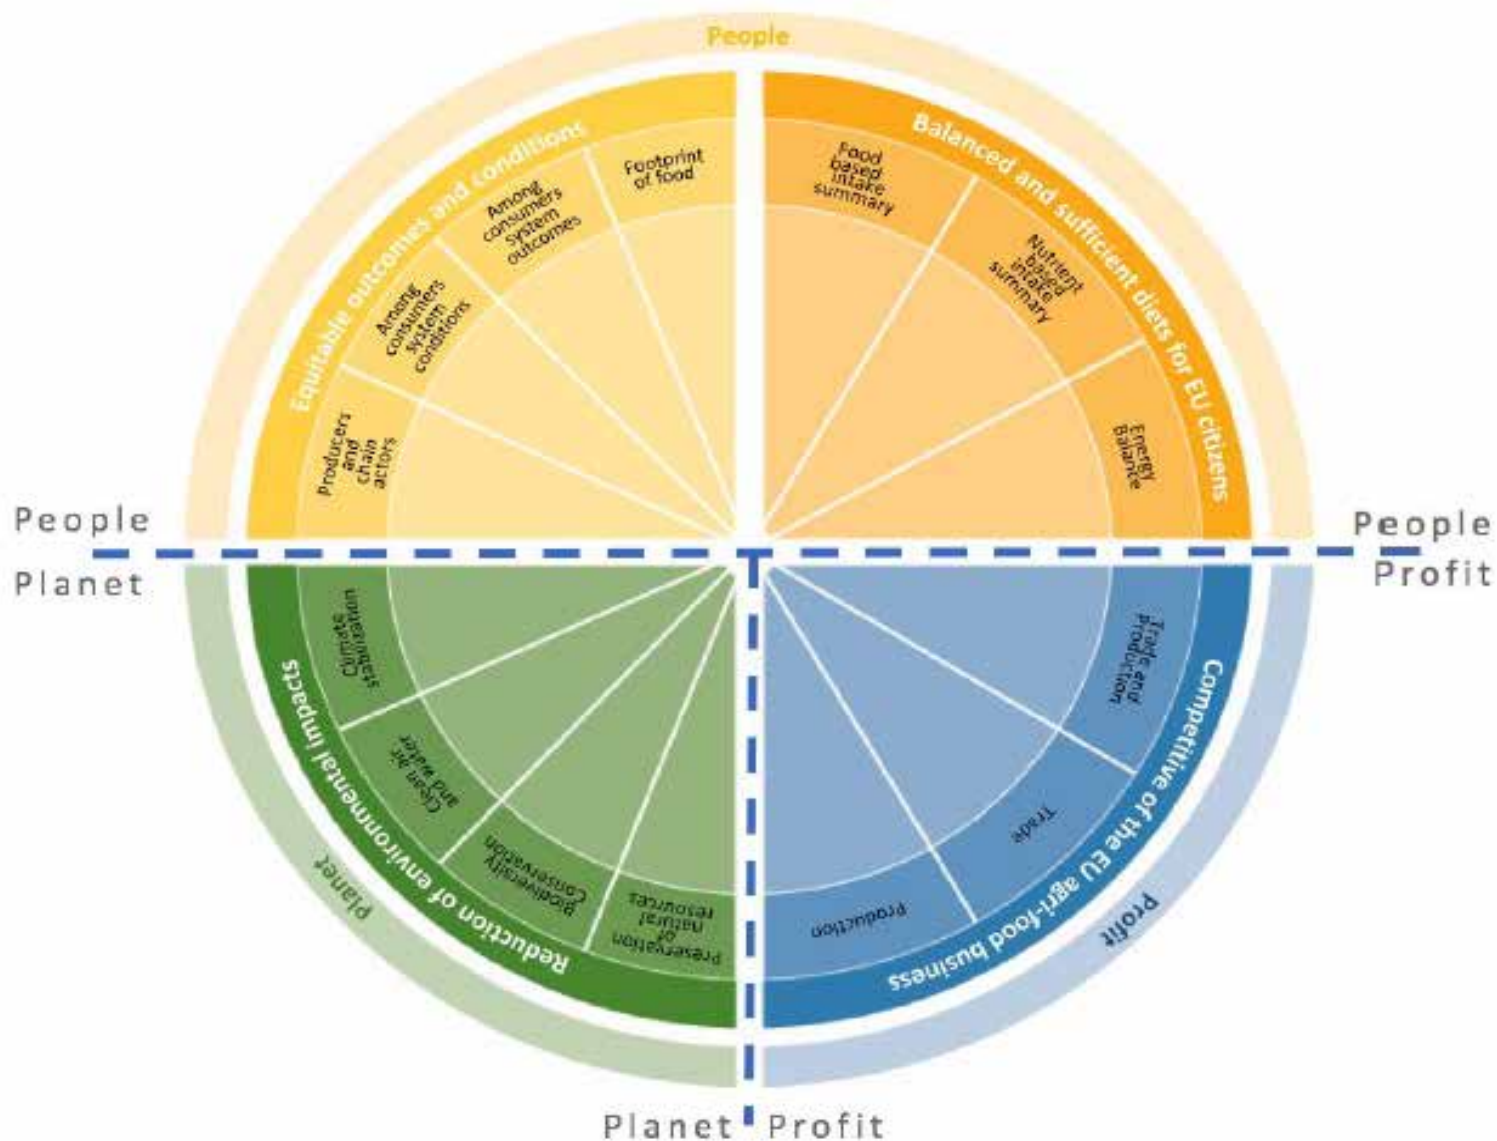 People
Equitable outcomes and conditions
Footprint
of food
Among
consumers
system
outcomes
Among
consumers
system
conditions
Producers
and
chain
actors
Balanced and sufficient diets for EU citizens
Food
based
intake
summary
Nutrient
based
intake
summary
Energy
Balance
People
Planet
People
Profit
Climate
stabilization
Clean air
and water
Biodiversity
Conservation
preservation
of
natural
resources
Reduction of environmental impacts
Planet
Trade and
Production
Trade
Production
Competitive of the EU agri-food business
Profit
Planet
Profit